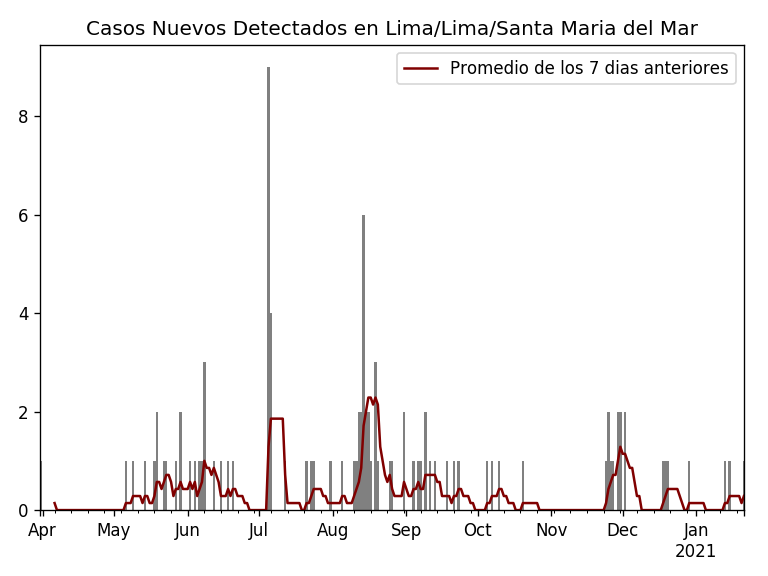 Casos Nuevos Detectados en Lima/Lima/Santa Maria del Mar
Promedio de los 7 dias anteriores
8
6
4
2
0
Apr May Jun Jul Aug Sep Oct Nov Dec Jan
2021